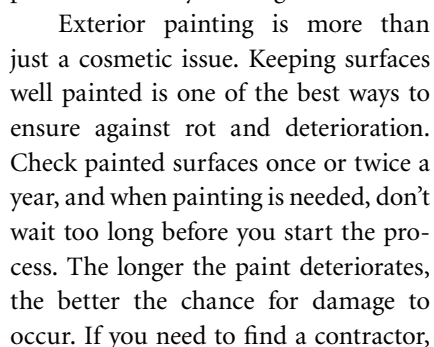 Exterior painting is more than
just a cosmetic issue. Keeping surfaces
well painted is one of the best ways to
ensure against rot and deterioration.
Check painted surfaces once or twice a
year, and when painting is needed, don’t
wait too long before you start the pro-
cess. The longer the paint deteriorates,
the better the chance for damage to
occur. If you need to find a contractor,